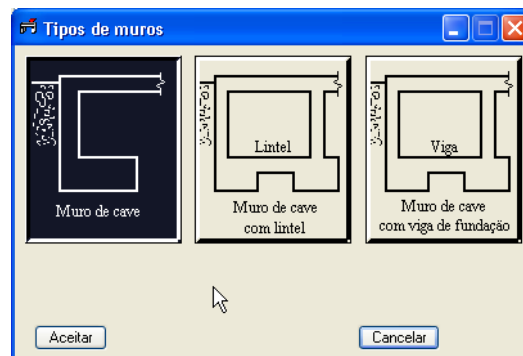 Tipos de muros
Lintel
Viga
Muro de cave
Muro de cave
com lintel
Muro de cave
com viga de fundação
Aceitar
Cancelar